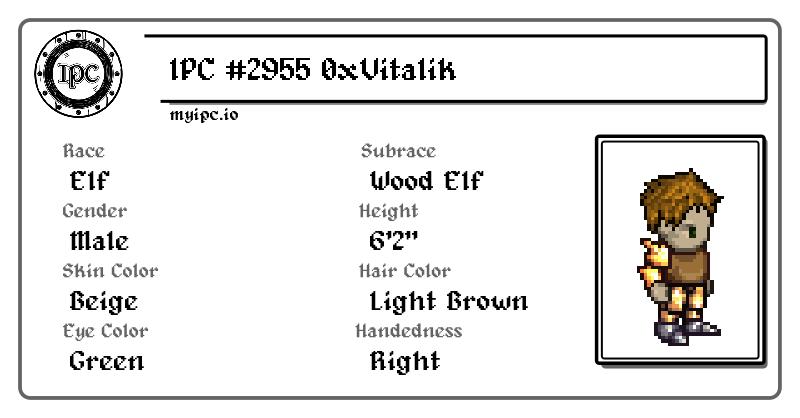 IPC
IPC #2955 0xVitalik
myipc.io
Race
Subrace
Elf
Wood Elf
Gender
Height
Male
6'2"
Skin Color
Hair Color
Beige
Light Brown
Eye Color
Handedness
Green
Right